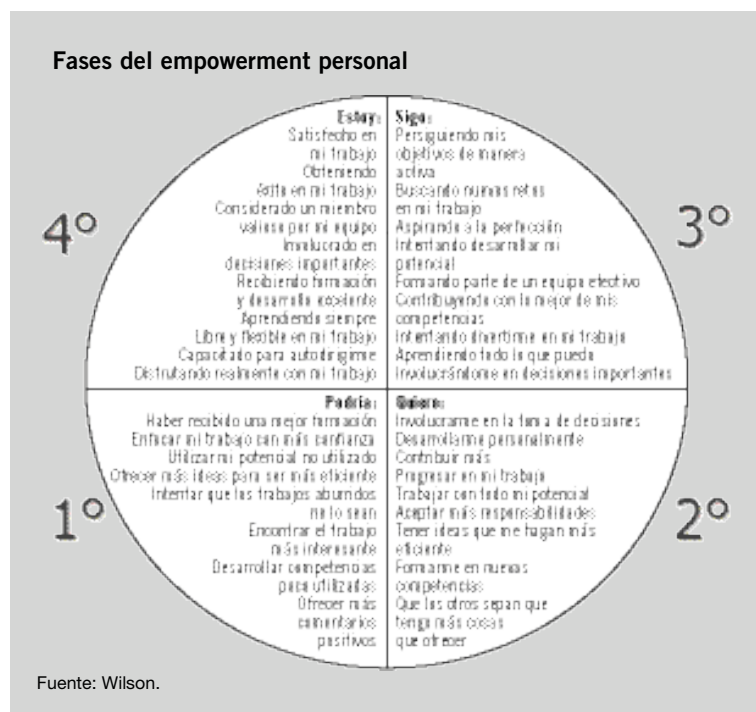 Fases del empowerment personal
4º
Estoy:
Satisfecho en
mi trabajo
Obteniendo
éxito en mi trabajo
Considerado un miembro
valioso por mi equipo
Involucrado en
decisiones importantes
Recibiendo formación
y desarrollo excelente
Aprendiendo siempre
Libre y flexible en mi trabajo
Capacitado para autodirigirme
Disfrutando realmente con mi trabajo
3º
Sigo:
Persiguiendo mis
objetivos de manera
activa
Buscando nuevos retos
en mi trabajo
Aspirando a la perfección
Intentando desarrollar mi
potencial
Formando parte de un equipo efectivo
Contribuyendo con lo mejor de mis
competencias
Intentando divertirme en mi trabajo
Aprendiendo todo lo que puedo
Involucrándome en decisiones importantes
1º
Podría:
Haber recibido una mejor formación
Enfocar mi trabajo con más confianza
Utilizar mi potencial no utilizado
Ofrecer más ideas para ser más eficiente
Intentar que los trabajos aburridos
no lo sean
Encontrar el trabajo
más interesante
Desarrollar competencias
poco utilizadas
Ofrecer más
comentarios
positivos
2º
Quiero:
Involucrarme en la toma de decisiones
Desarrollarme personalmente
Contribuir más
Progresar en mi trabajo
Trabajar con todo mi potencial
Aceptar más responsabilidades
Tener ideas que me hagan más
eficiente
Formarme en nuevas
competencias
Que los otros sepan que
tengo más cosas
que ofrecer
Fuente: Wilson.